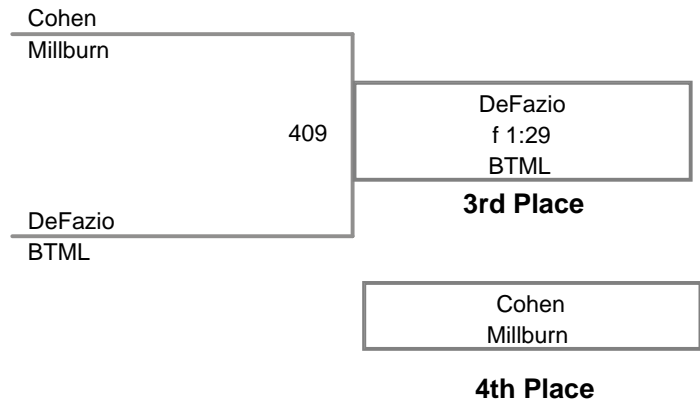 Cohen
Millburn
409
DeFazio
f 1:29
BTML
3rd Place
DeFazio
BTML
Cohen
Millburn
4th Place